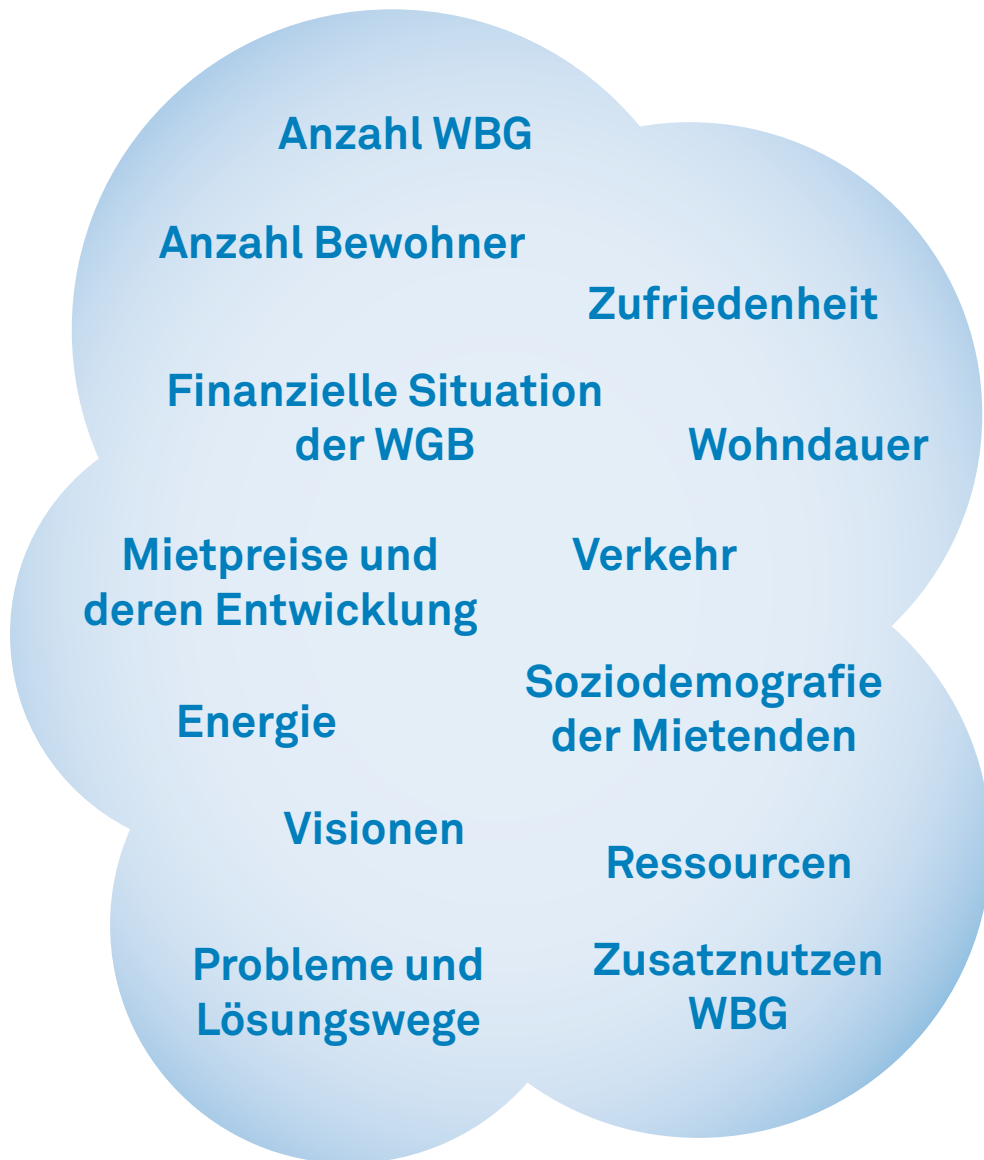 Anzahl WBG
Anzahl Bewohner
Zufriedenheit
Finanzielle Situation
der WGB
Wohndauer
Mietpreise und
deren Entwicklung
Verkehr
Soziodemografie
der Mietenden
Energie
Visionen
Ressourcen
Probleme und
Lösungswege
Zusatznutzen
WBG